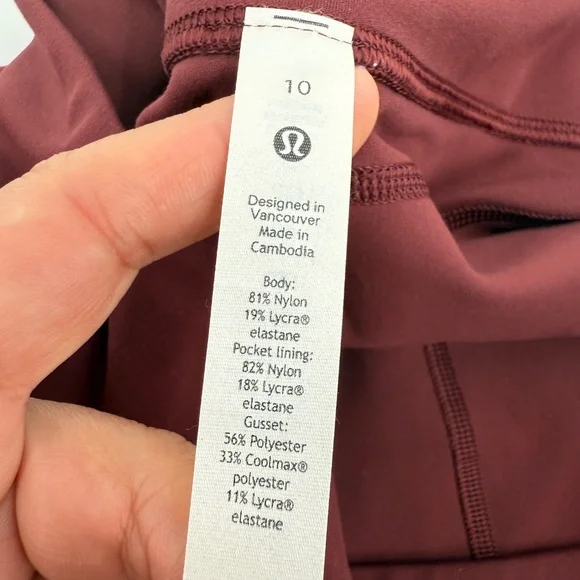 10
Designed in
Vancouver
Made in
Cambodia
Body:
81% Nylon
19% Lycra®
elastane
Pocket lining:
82% Nylon
18% Lycra®
elastane
Gusset:
56% Polyester
33% Coolmax®
polyester
11% Lycra®
elastane